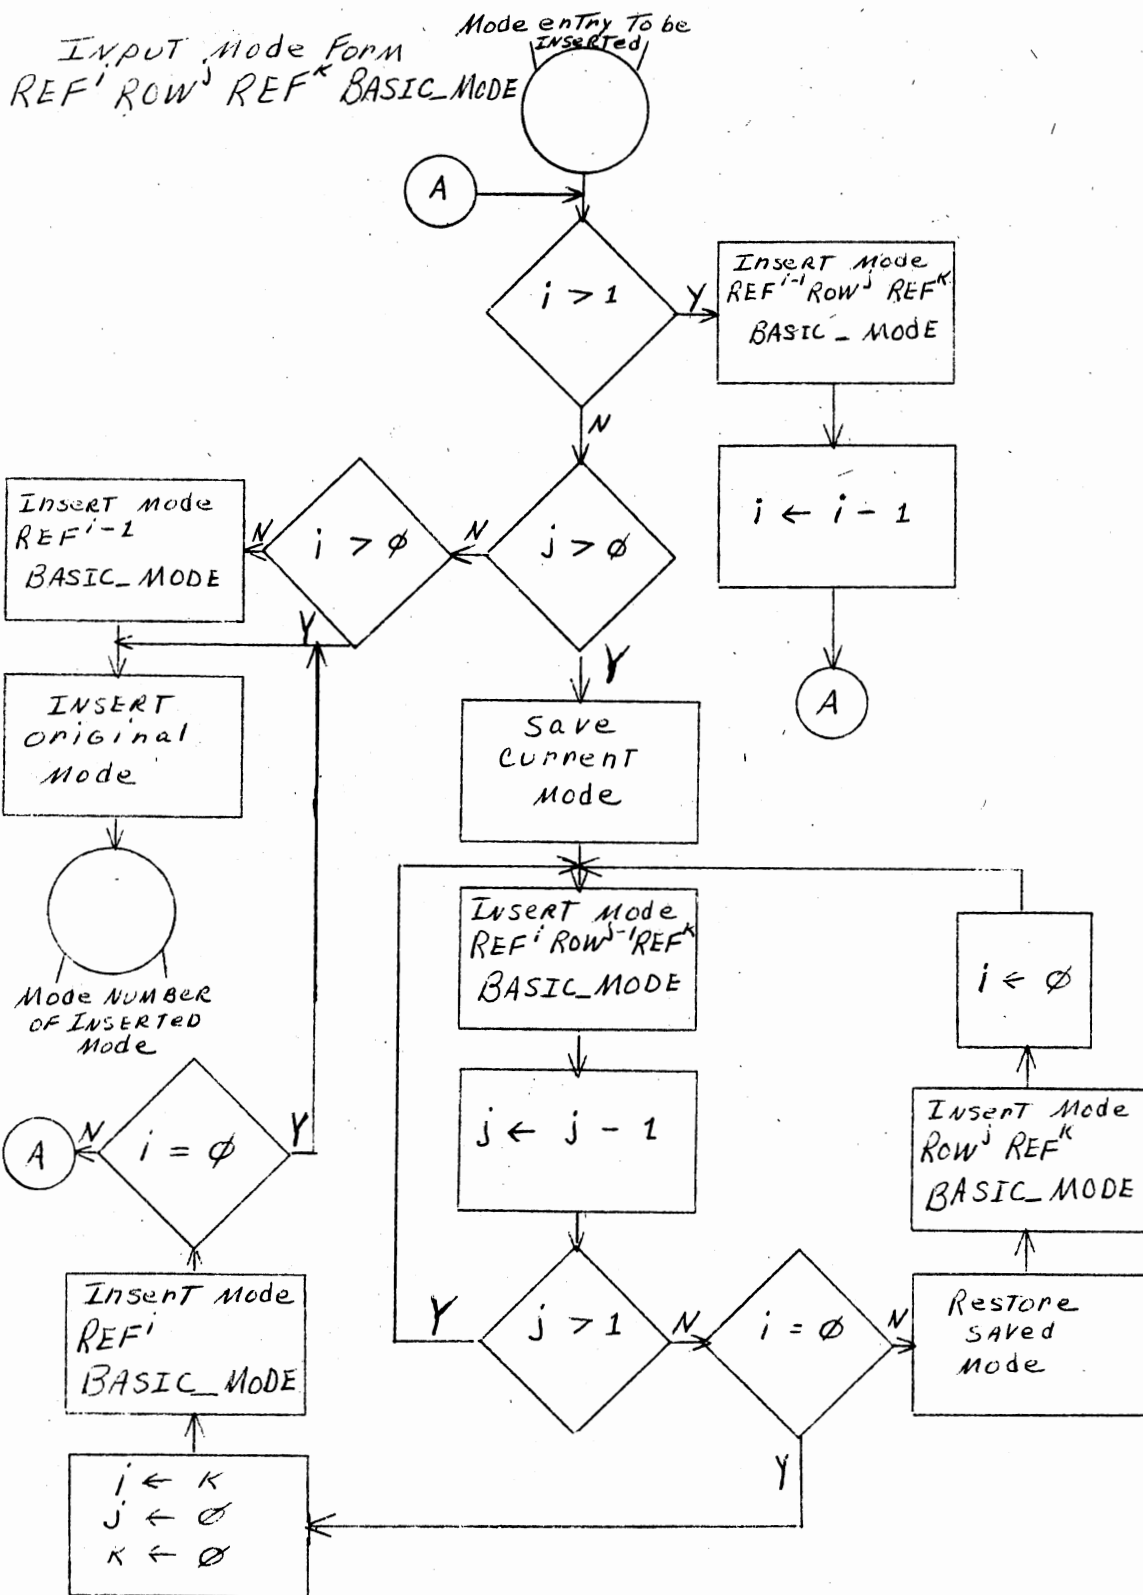 Mode enTry To be
INSERTed
INPUT Mode Form
REF^i ROW^j REF^K BASIC_MODE
A
i > 1
Y
N
Insert Mode
REF^i-1 ROW^j REF^K
BASIC_MODE
i ← i - 1
A
j > ∅
N
Y
i > ∅
N
Y
InserT Mode
REF^i-1
BASIC_MODE
INSERT
Original
Mode
Mode NUMBER
OF INSERTED
Mode
Save
Current
Mode
InserT Mode
REF^i ROW^j-1 REF^K
BASIC_MODE
j ← j - 1
j > 1
Y
N
i = ∅
N
Y
Restore
saved
Mode
InsenT Mode
ROW^j REF^K
BASIC_MODE
i ← ∅
i ← K
j ← ∅
K ← ∅
InsenT Mode
REF^i
BASIC_MODE
i = ∅
N
Y
A